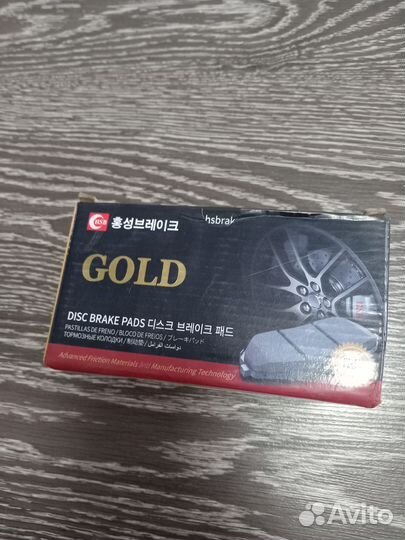 HSB 홍성브레이크
hsbrak
GOLD
DISC BRAKE PADS 디스크 브레이크 패드
PASTILLAS DE FRENO / BLOCO DE FREIOS / ブレーキパッド
ТОРМОЗНЫЕ КОЛОДКИ / 制动垫 / دواسات الفرامل
Advanced Friction Materials and Manufacturing Technology
Avito